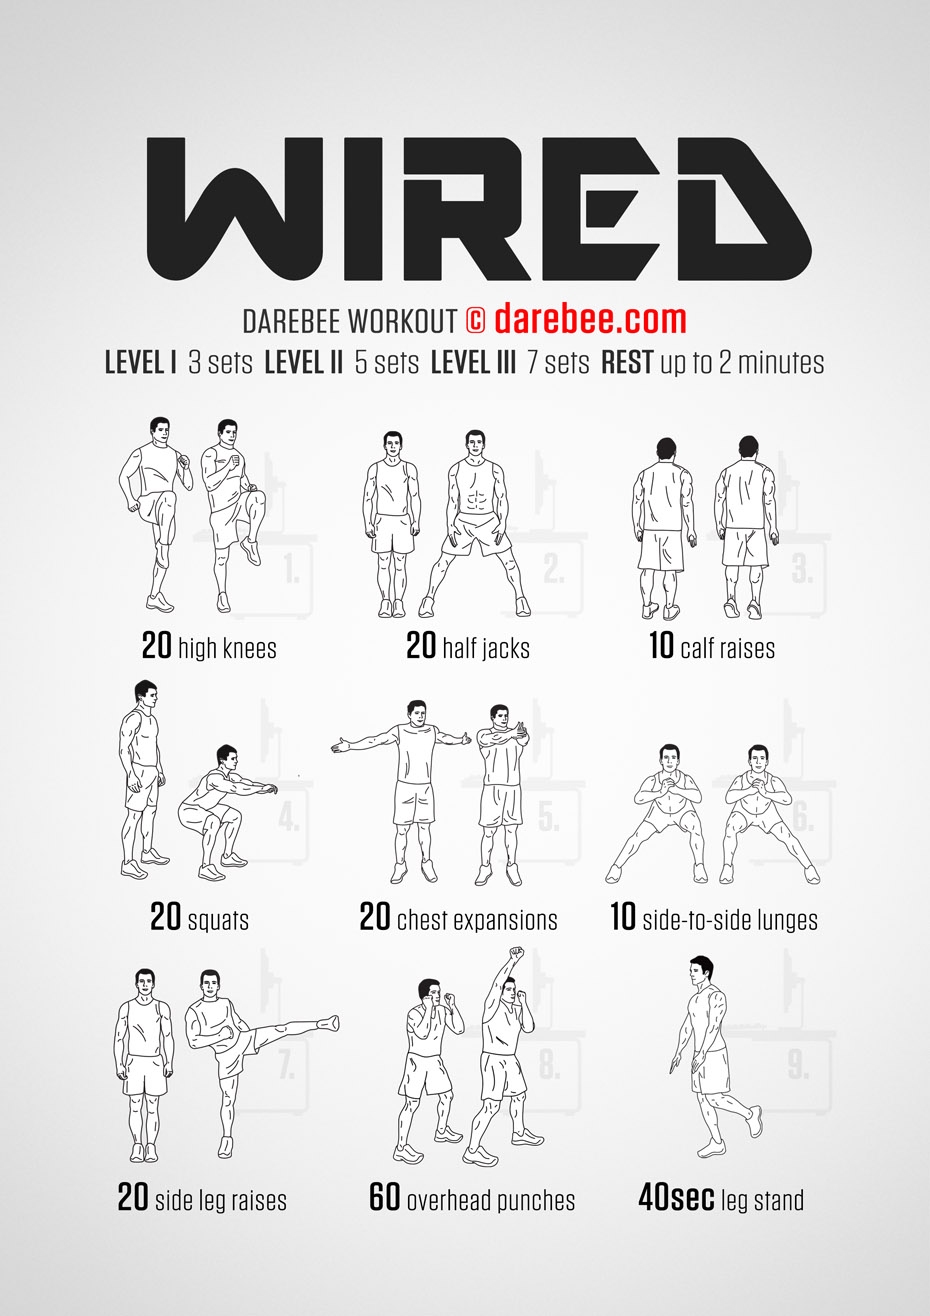 WIRED
DAREBEE WORKOUT © darebee.com
LEVEL I 3 sets LEVEL II 5 sets LEVEL III 7 sets REST up to 2 minutes
1.
2.
3.
20 high knees
20 half jacks
10 calf raises
4.
5.
6.
20 squats
20 chest expansions
10 side-to-side lunges
7.
8.
9.
20 side leg raises
60 overhead punches
40sec leg stand